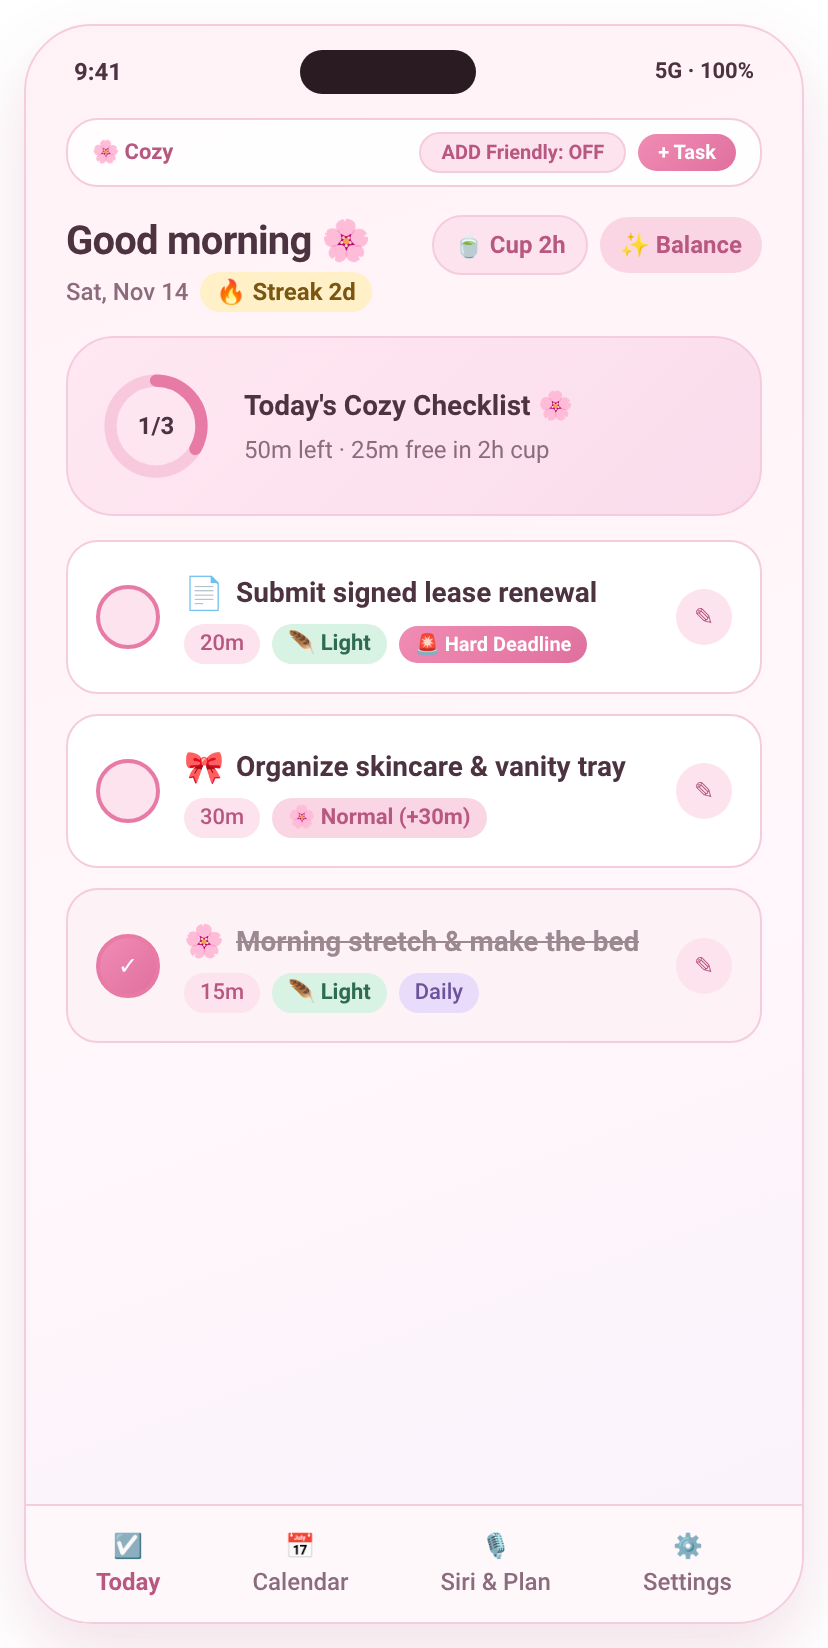 9:41
5G · 100%
🌸 Cozy
ADD Friendly: OFF
+ Task
Good morning 🌸
🍵 Cup 2h
✨ Balance
Sat, Nov 14
🔥 Streak 2d
1/3
Today's Cozy Checklist 🌸
50m left · 25m free in 2h cup
📄 Submit signed lease renewal
20m
🪶 Light
🚨 Hard Deadline
✎
🎀 Organize skincare & vanity tray
30m
🌸 Normal (+30m)
✎
✓
🌸 Morning stretch & make the bed
15m
🪶 Light
Daily
✎
Today
Calendar
Siri & Plan
Settings